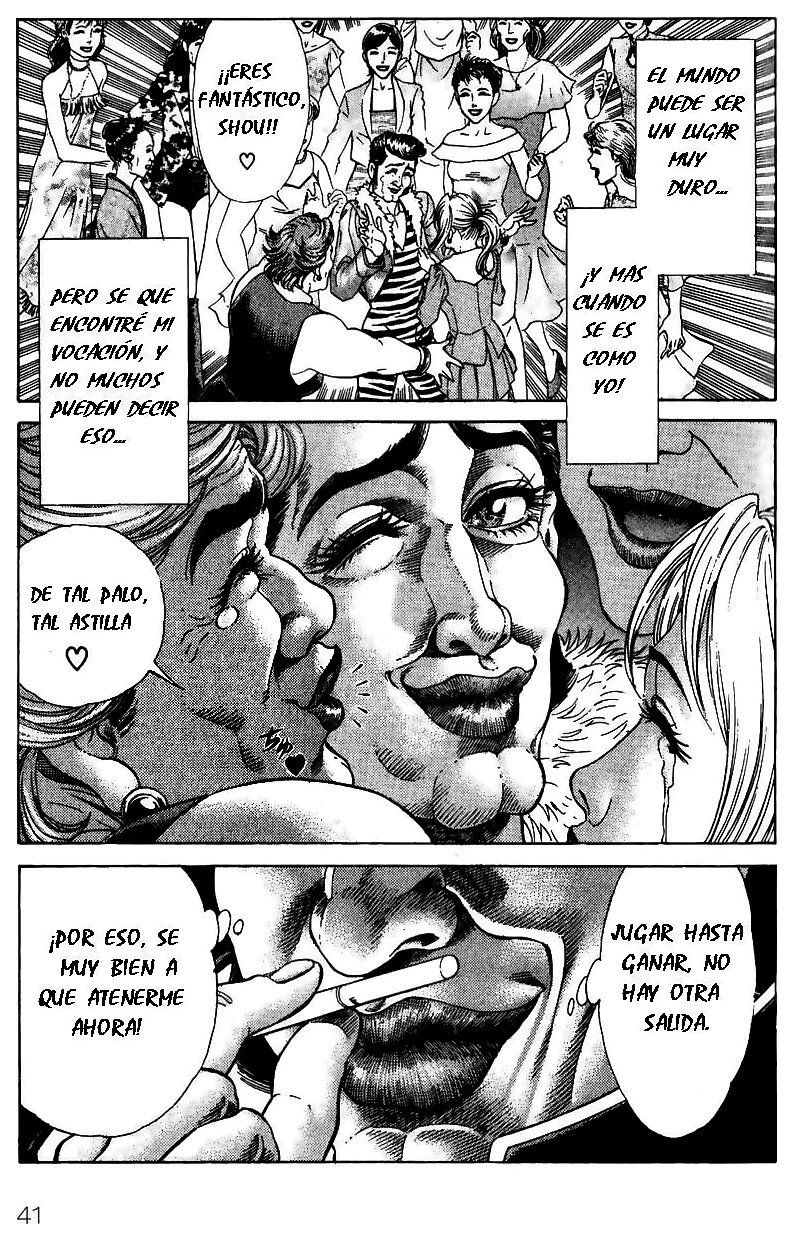 EL MUNDO
PUEDE SER
UN LUGAR
MUY
DURO...
¡¡ERES
FANTÁSTICO,
SHOU!!
♡
¡Y MAS
CUANDO
SE ES
COMO
YO!
PERO SE QUE
ENCONTRÉ MI
VOCACIÓN, Y
NO MUCHOS
PUEDEN DECIR
ESO...
DE TAL PALO,
TAL ASTILLA
♡
¡POR ESO, SE
MUY BIEN A
QUE ATENERME
AHORA!
JUGAR HASTA
GANAR, NO
HAY OTRA
SALIDA.
41